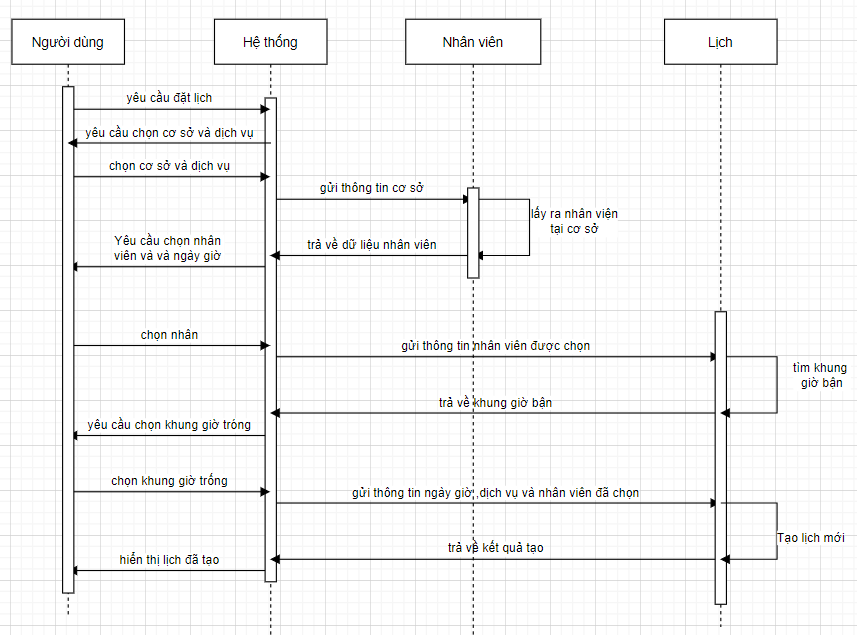 Người dùng
Hệ thống
Nhân viên
Lịch
yêu cầu đặt lịch
yêu cầu chọn cơ sở và dịch vụ
chọn cơ sở và dịch vụ
gửi thông tin cơ sở
lấy ra nhân viên
tại cơ sở
trả về dữ liệu nhân viên
Yêu cầu chọn nhân
viên và và ngày giờ
chọn nhân
gửi thông tin nhân viên được chọn
tìm khung
giờ bận
trả về khung giờ bận
yêu cầu chọn khung giờ tróng
chọn khung giờ trống
gửi thông tin ngày giờ ,dịch vụ và nhân viên đã chọn
Tạo lịch mới
trả về kết quả tạo
hiển thị lịch đã tạo